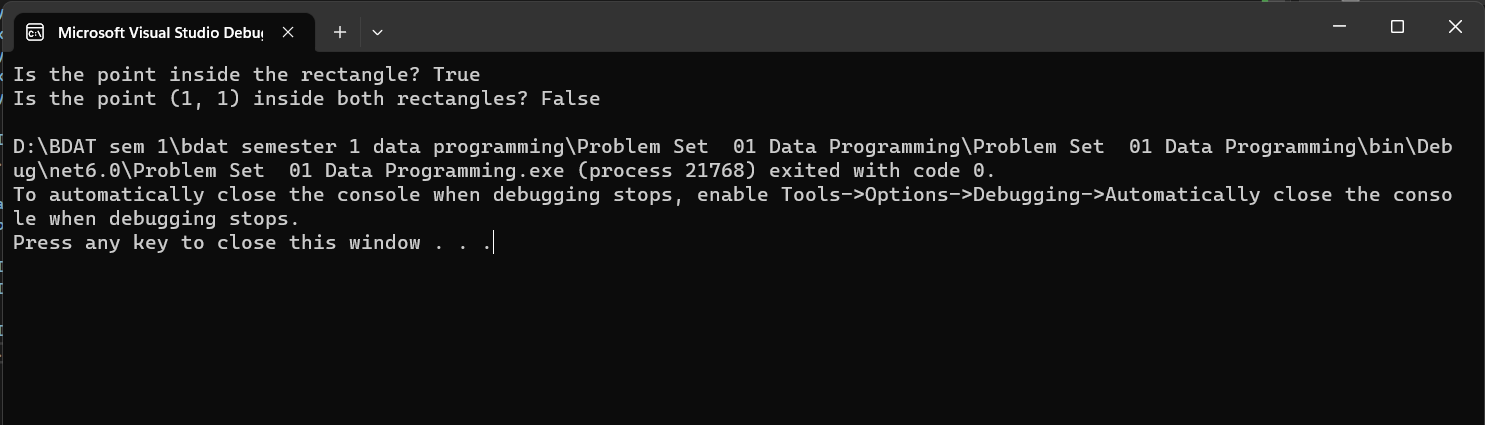 Microsoft Visual Studio Debu
Is the point inside the rectangle? True
Is the point (1, 1) inside both rectangles? False
D:\BDAT sem 1\bdat semester 1 data programming\Problem Set  01 Data Programming\Problem Set  01 Data Programming\bin\Deb
ug\net6.0\Problem Set  01 Data Programming.exe (process 21768) exited with code 0.
To automatically close the console when debugging stops, enable Tools->Options->Debugging->Automatically close the conso
le when debugging stops.
Press any key to close this window . . .